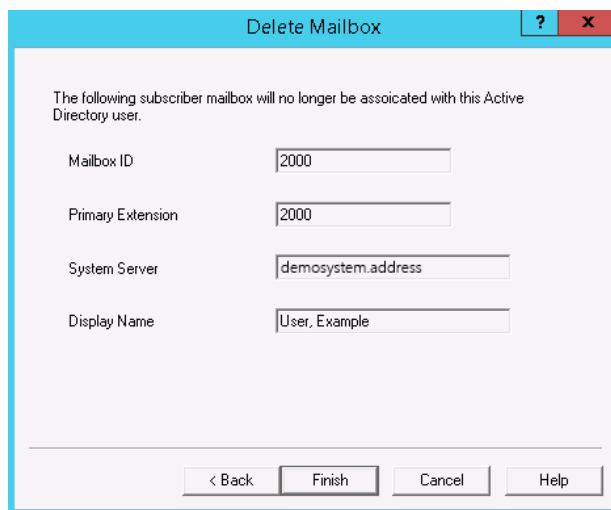 Delete Mailbox
? x
The following subscriber mailbox will no longer be assoicated with this Active
Directory user.
Mailbox ID 2000
Primary Extension 2000
System Server demosystem.address
Display Name User, Example
< Back Finish Cancel Help